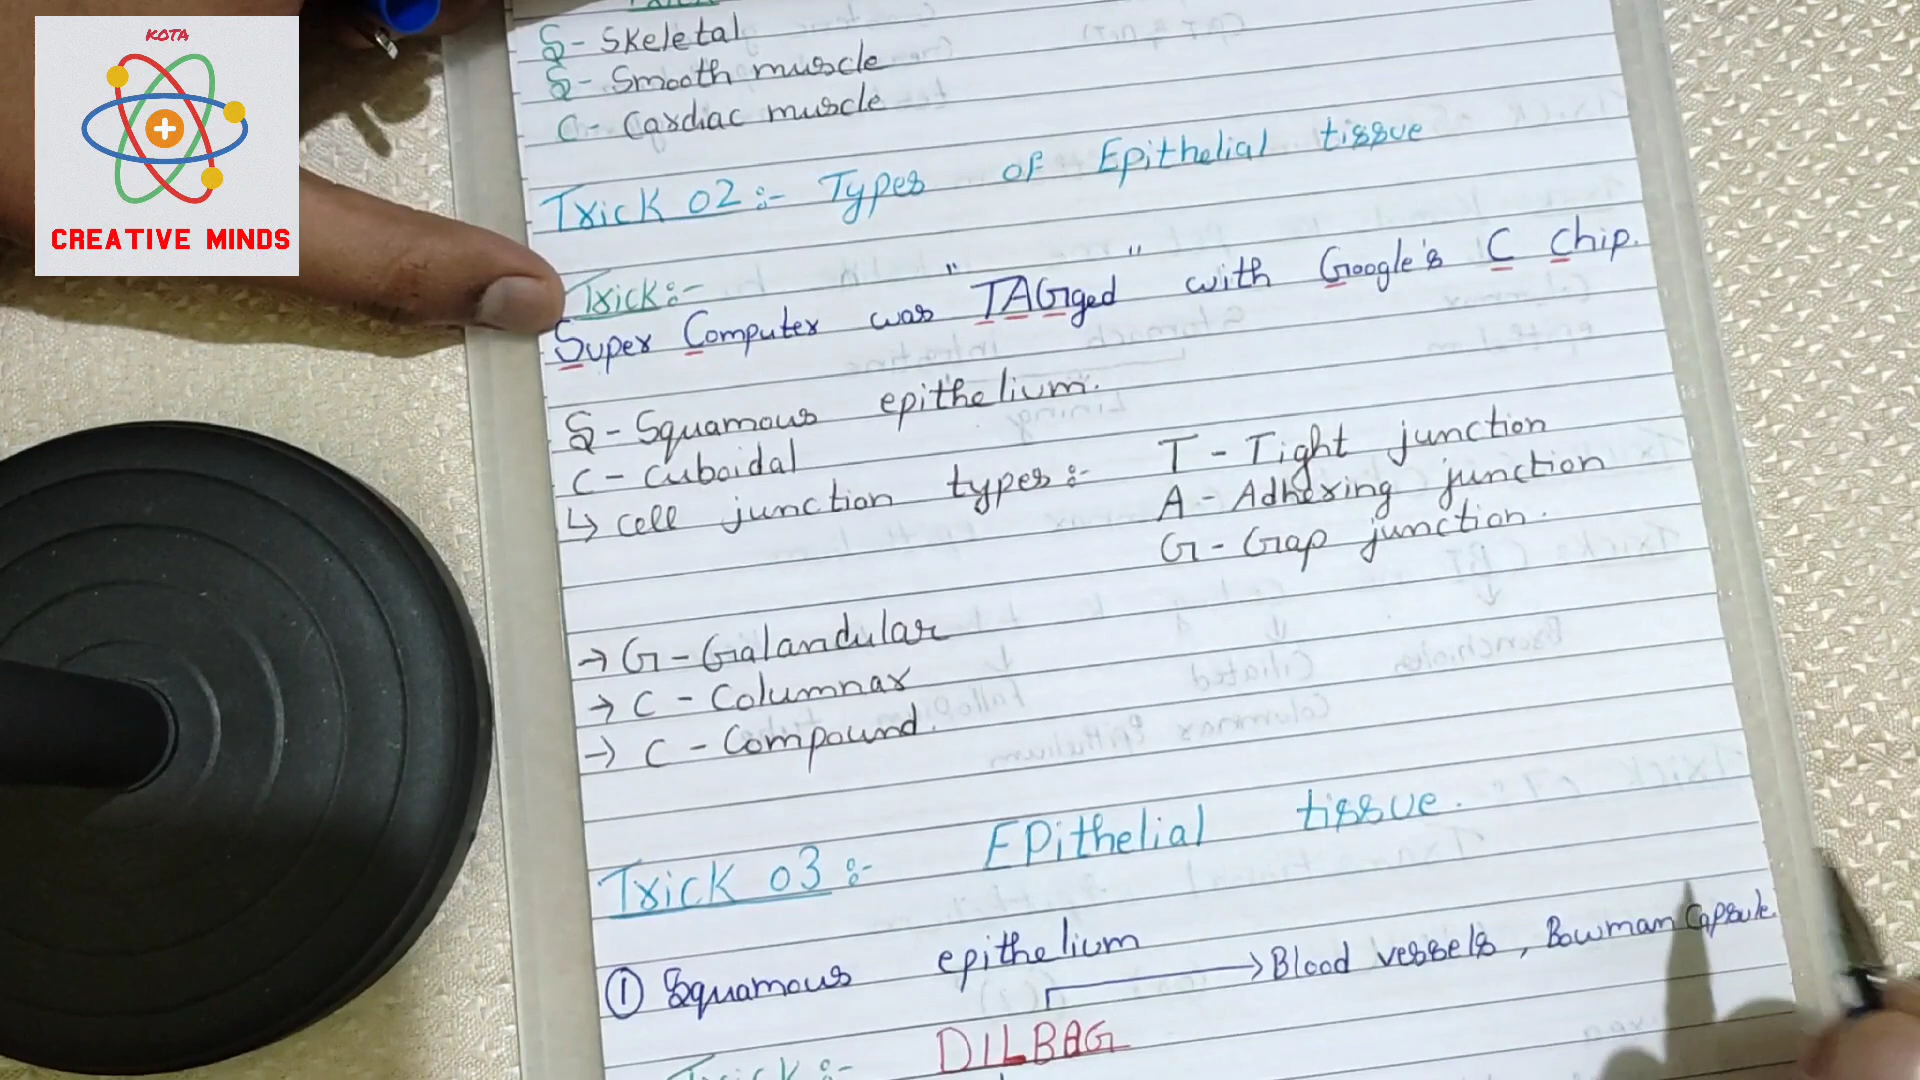 KOTA
CREATIVE MINDS
S - Skeletal
S - Smooth muscle
C - Cardiac muscle
Trick 02 :- Types of Epithelial tissue
Trick :-
Super Computer was "TAGged" with Google's C Chip.
S - Squamous epithelium.
C - Cuboidal
↳ cell junction types :- T - Tight junction
A - Adhering junction
G - Gap junction.
→ G - Galandular
→ C - Columnar
→ C - Compound.
Trick 03 :- EPithelial tissue.
① Squamous epithelium
→ Blood vessels, Bowman Capsule.
Trick :- DILBAG